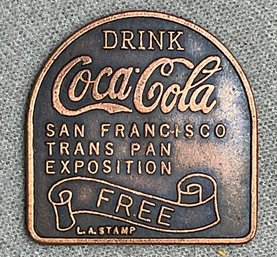 DRINK
Coca-Cola
SAN FRANCISCO
TRANS PAN
EXPOSITION
FREE
L.A. STAMP